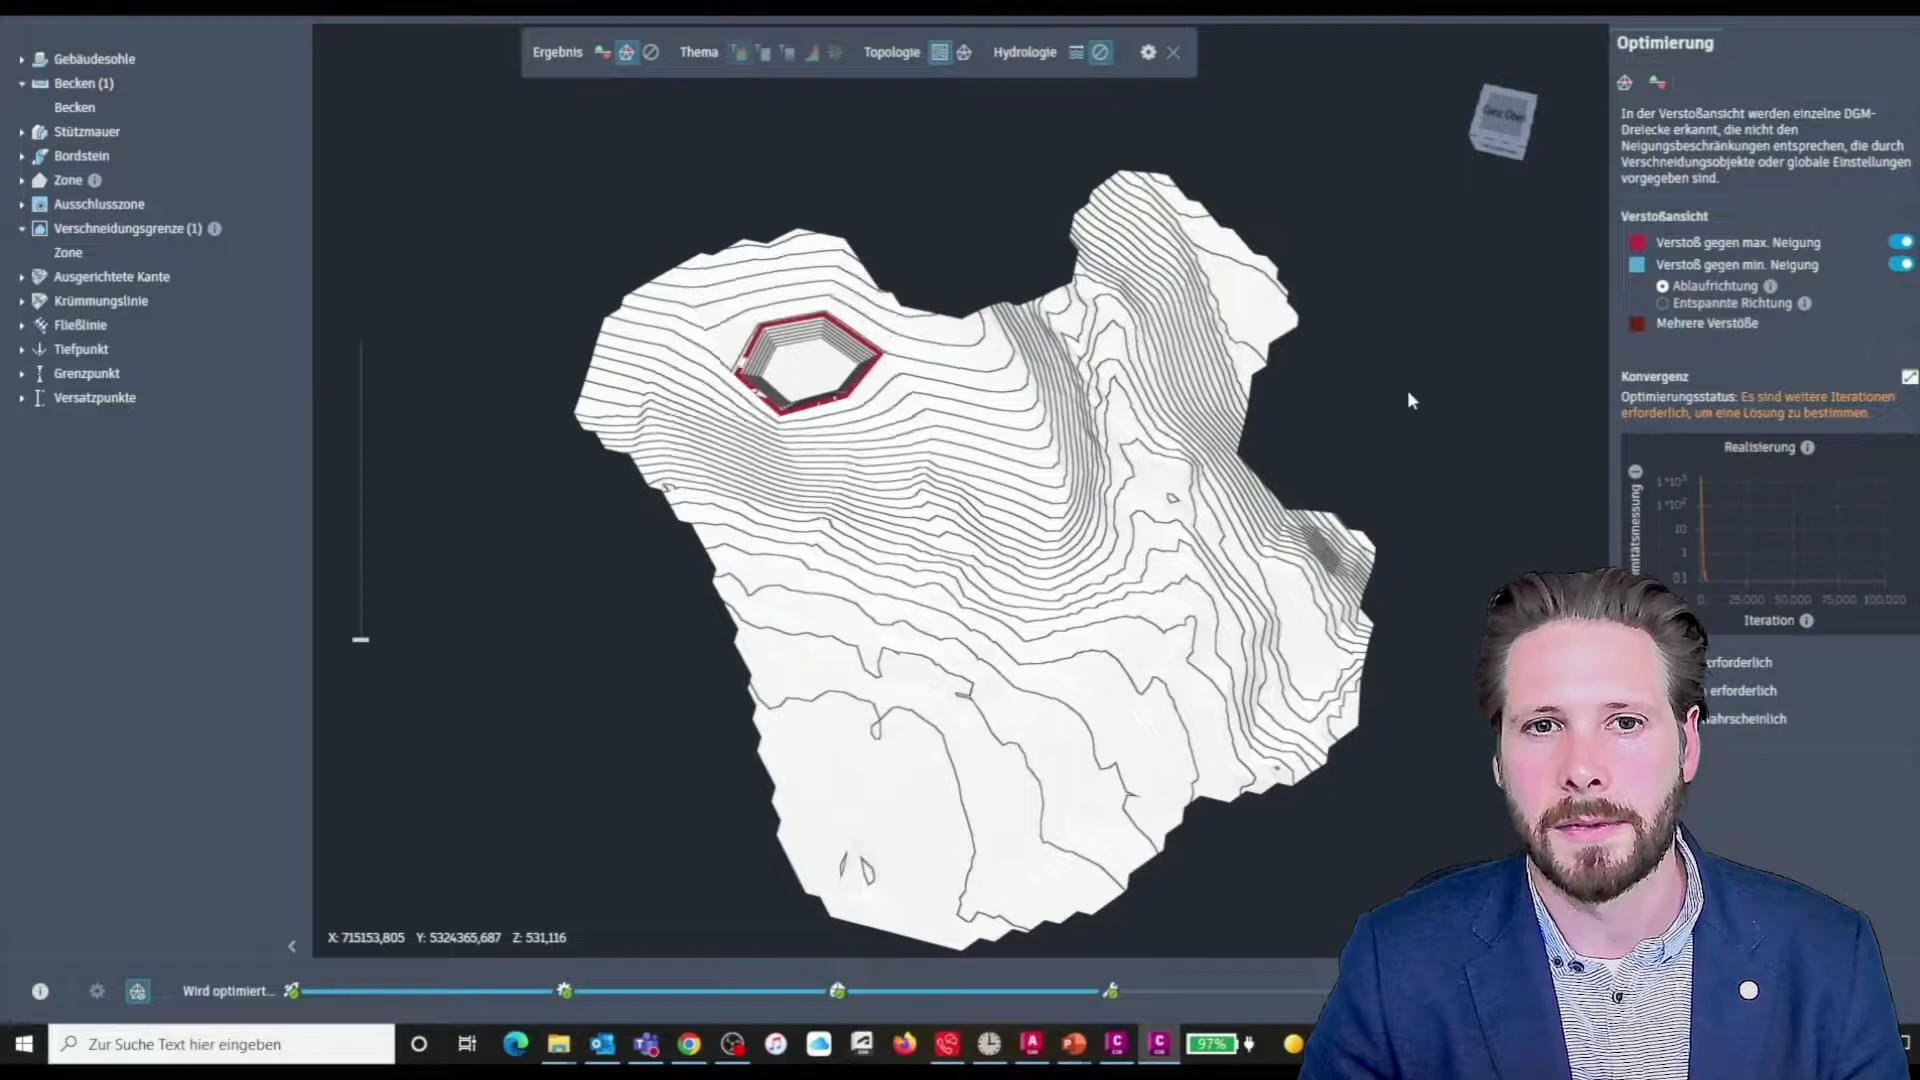 Gebäudesohle
Becken (1)
Becken
Stützmauer
Bordstein
Zone
Ausschlusszone
Verschneidungsgrenze (1)
Zone
Ausgerichtete Kante
Krümmungslinie
Fließlinie
Tiefpunkt
Grenzpunkt
Versatzpunkte
Ergebnis
Thema
Topologie
Hydrologie
Ganz Oben
Optimierung
In der Verstoßansicht werden einzelne DGM-
Dreiecke erkannt, die nicht den
Neigungsbeschränkungen entsprechen, die durch
Verschneidungsobjekte oder globale Einstellungen
vorgegeben sind.
Verstoßansicht
Verstoß gegen max. Neigung
Verstoß gegen min. Neigung
Ablaufrichtung
Entspannte Richtung
Mehrere Verstöße
Konvergenz
Optimierungsstatus: Es sind weitere Iterationen
erforderlich, um eine Lösung zu bestimmen.
Realisierung
10
1
0.1
0
25.000 50.000 75.000 100.000
Iteration
erforderlich
erforderlich
wahrscheinlich
X: 715153,805 Y: 5324365,687 Z: 531,116
Wird optimiert...
Zur Suche Text hier eingeben
97%